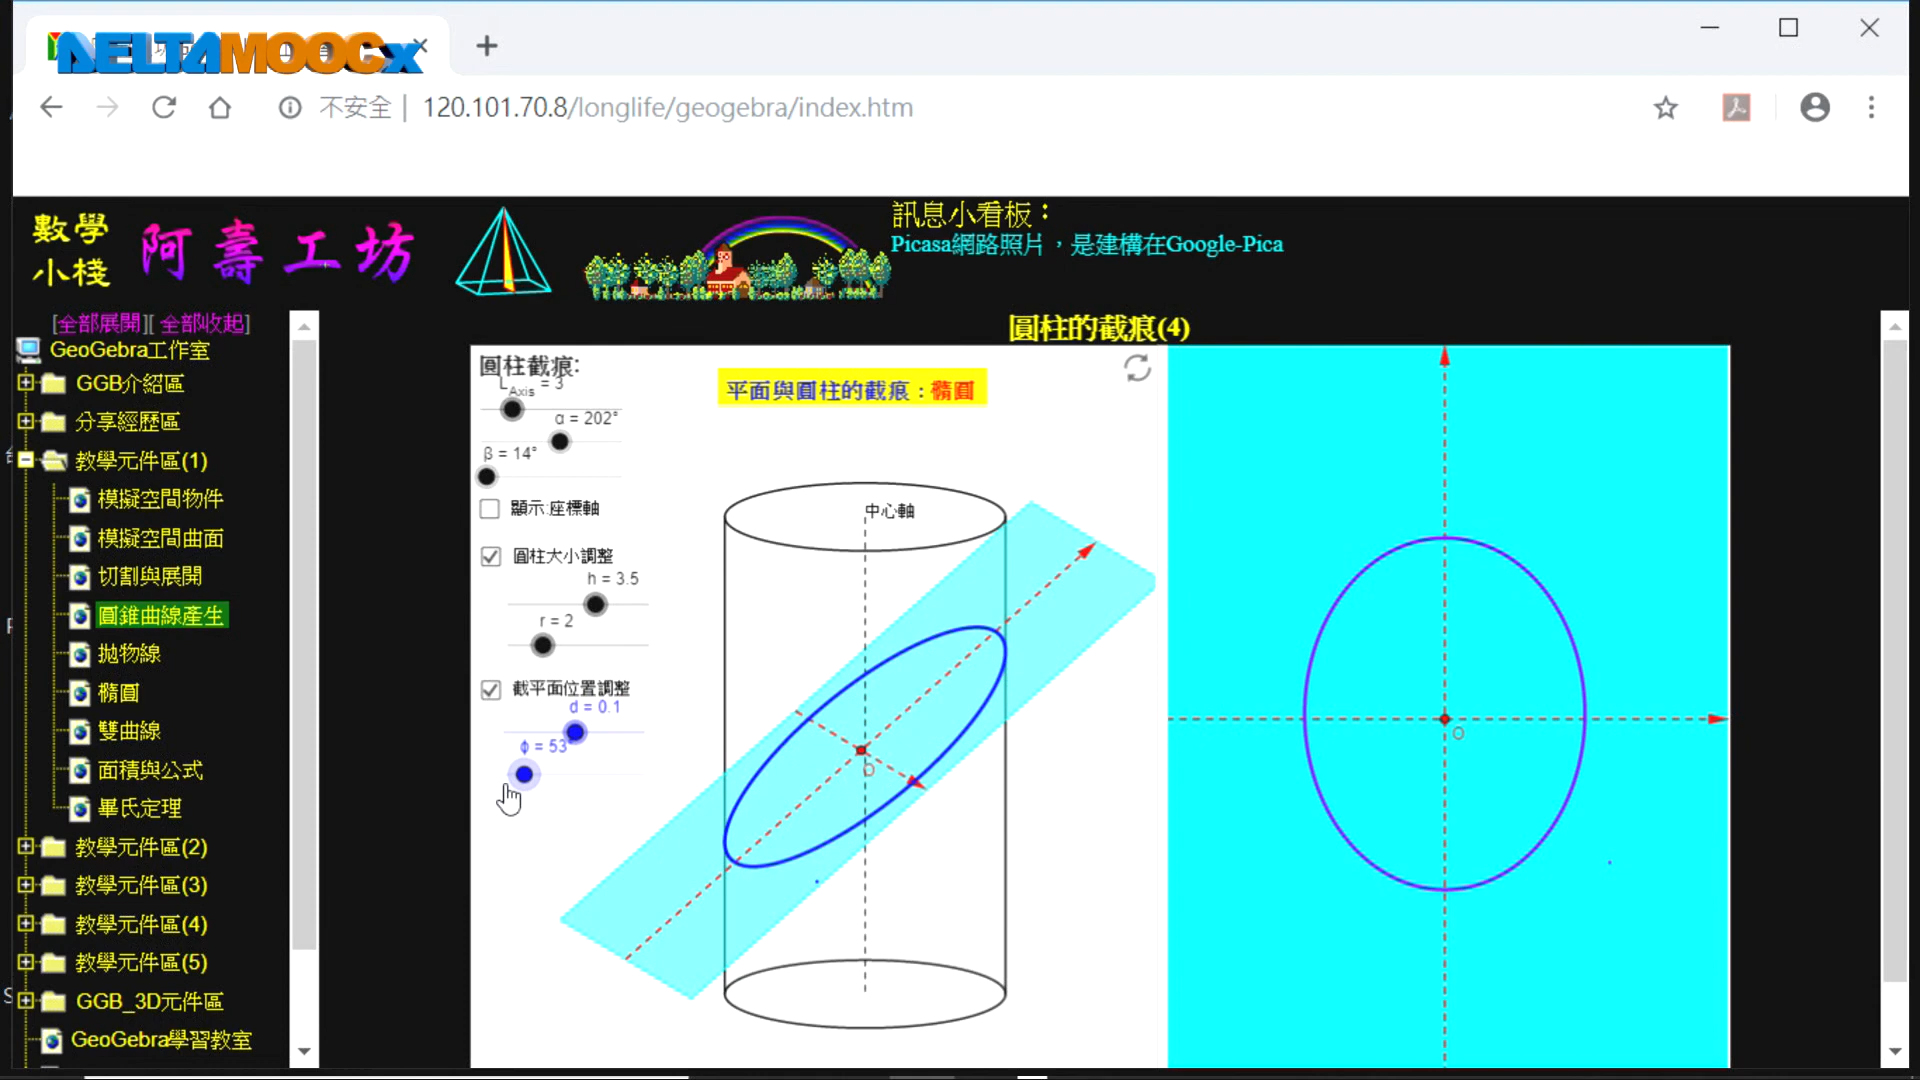 DELTAMOOCx
不安全 | 120.101.70.8/longlife/geogebra/index.htm
數學
小棧
阿壽工坊
訊息小看板：
Picasa網路照片，是建構在Google-Pica
[全部展開][ 全部收起]
GeoGebra工作室
GGB介紹區
分享經歷區
教學元件區(1)
模擬空間物件
模擬空間曲面
切割與展開
圓錐曲線產生
拋物線
橢圓
雙曲線
面積與公式
畢氏定理
教學元件區(2)
教學元件區(3)
教學元件區(4)
教學元件區(5)
GGB_3D元件區
GeoGebra學習教室
圓柱的截痕(4)
圓柱截痕:
L Axis = 3
α = 202°
β = 14°
顯示:座標軸
圓柱大小調整
h = 3.5
r = 2
截平面位置調整
d = 0.1
ϕ = 53°
平面與圓柱的截痕：橢圓
中心軸
O
O